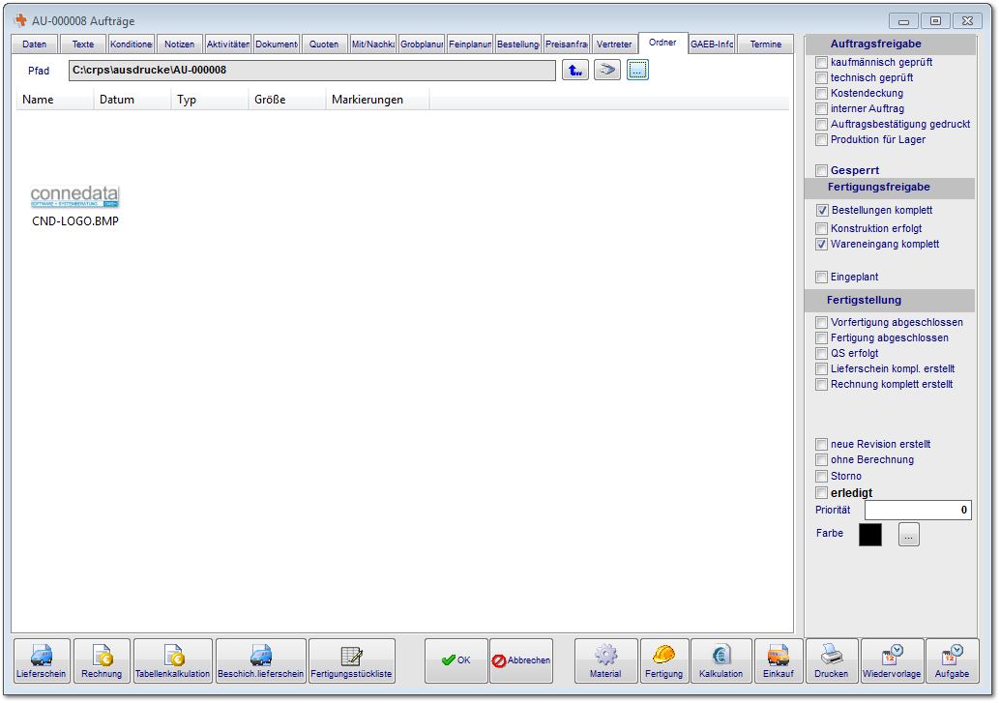 AU-000008 Aufträge
Daten Texte Kondition Notizen Aktivitäten Dokument Quoten Mit/Nachka Grobplanun Feinplanun Bestellung Preisanfra Vertreter Ordner GAEB-Info Termine
Pfad C:\crps\ausdrucke\AU-000008 ...
Name Datum Typ Größe Markierungen
connedata
SOFTWARE + SYSTEMBERATUNG GMBH
CND-LOGO.BMP
Auftragsfreigabe
kaufmännisch geprüft
technisch geprüft
Kostendeckung
interner Auftrag
Auftragsbestätigung gedruckt
Produktion für Lager
Gesperrt
Fertigungsfreigabe
Bestellungen komplett
Konstruktion erfolgt
Wareneingang komplett
Eingeplant
Fertigstellung
Vorfertigung abgeschlossen
Fertigung abgeschlossen
QS erfolgt
Lieferschein kompl. erstellt
Rechnung komplett erstellt
neue Revision erstellt
ohne Berechnung
Storno
erledigt
Priorität 0
Farbe ...
Lieferschein Rechnung Tabellenkalkulation Beschich.lieferschein Fertigungsstückliste OK Abbrechen Material Fertigung Kalkulation Einkauf Drucken Wiedervorlage Aufgabe